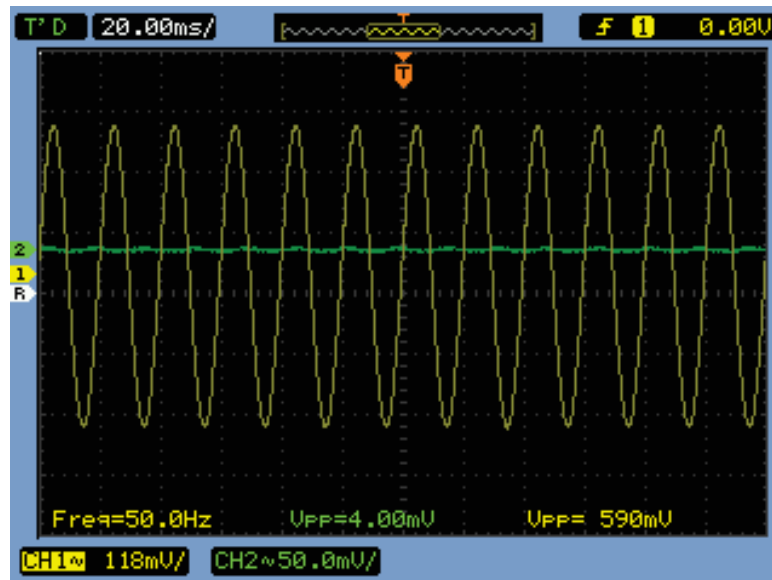 T'D 20.00ms/ T 1 0.00V
T
2
1
R
Freq=50.0Hz VPP=4.00mV VPP= 590mV
CH1~ 118mV/ CH2~50.0mV/